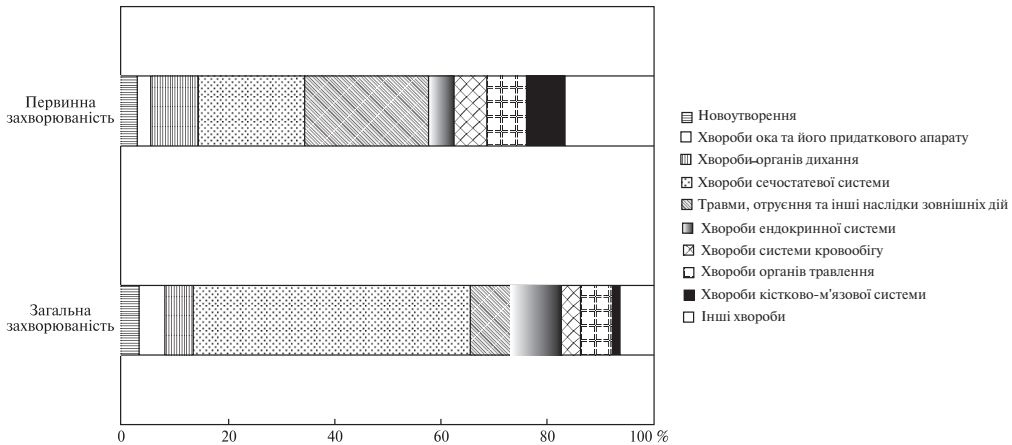 Первинна
захворюваність
Загальна
захворюваність
0
20
40
60
80
100 %
Новоутворення
Хвороби ока та його придаткового апарату
Хвороби органів дихання
Хвороби сечостатевої системи
Травми, отруєння та інші наслідки зовнішніх дій
Хвороби ендокринної системи
Хвороби системи кровообігу
Хвороби органів травлення
Хвороби кістково-м'язової системи
Інші хвороби